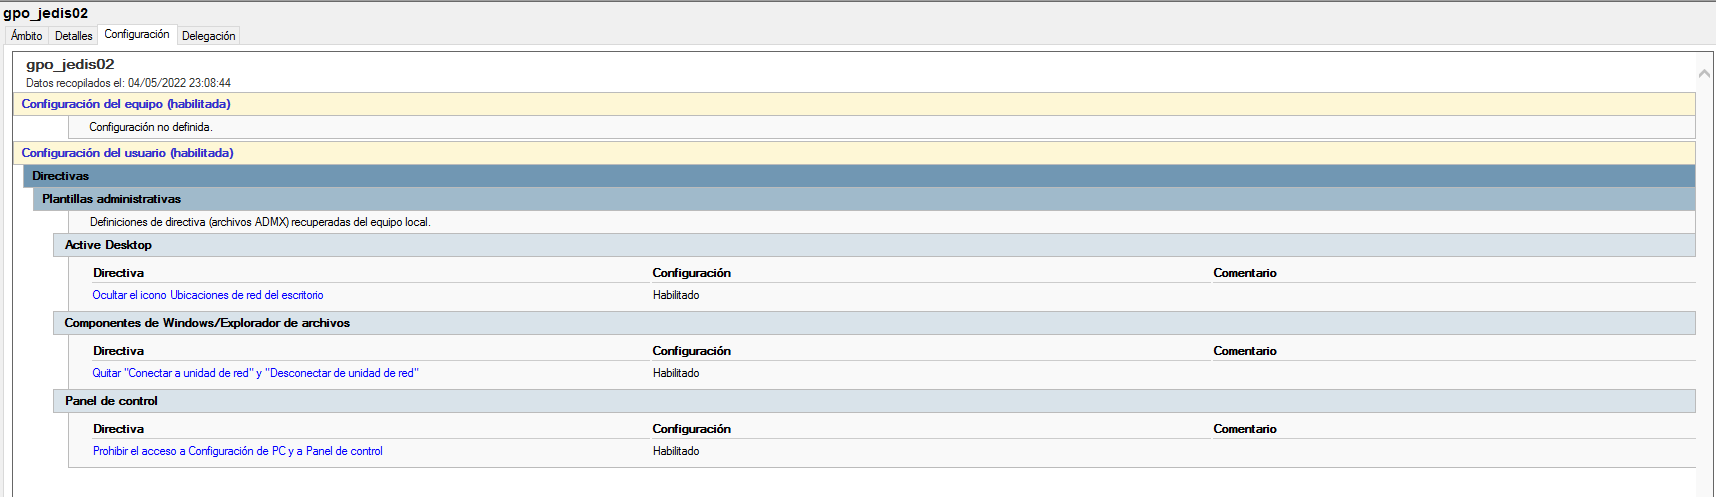 gpo_jedis02
Ámbito Detalles Configuración Delegación
gpo_jedis02
Datos recopilados el: 04/05/2022 23:08:44
Configuración del equipo (habilitada)
Configuración no definida.
Configuración del usuario (habilitada)
Directivas
Plantillas administrativas
Definiciones de directiva (archivos ADMX) recuperadas del equipo local.
Active Desktop
Directiva Configuración Comentario
Ocultar el icono Ubicaciones de red del escritorio Habilitado
Componentes de Windows/Explorador de archivos
Directiva Configuración Comentario
Quitar "Conectar a unidad de red" y "Desconectar de unidad de red" Habilitado
Panel de control
Directiva Configuración Comentario
Prohibir el acceso a Configuración de PC y a Panel de control Habilitado